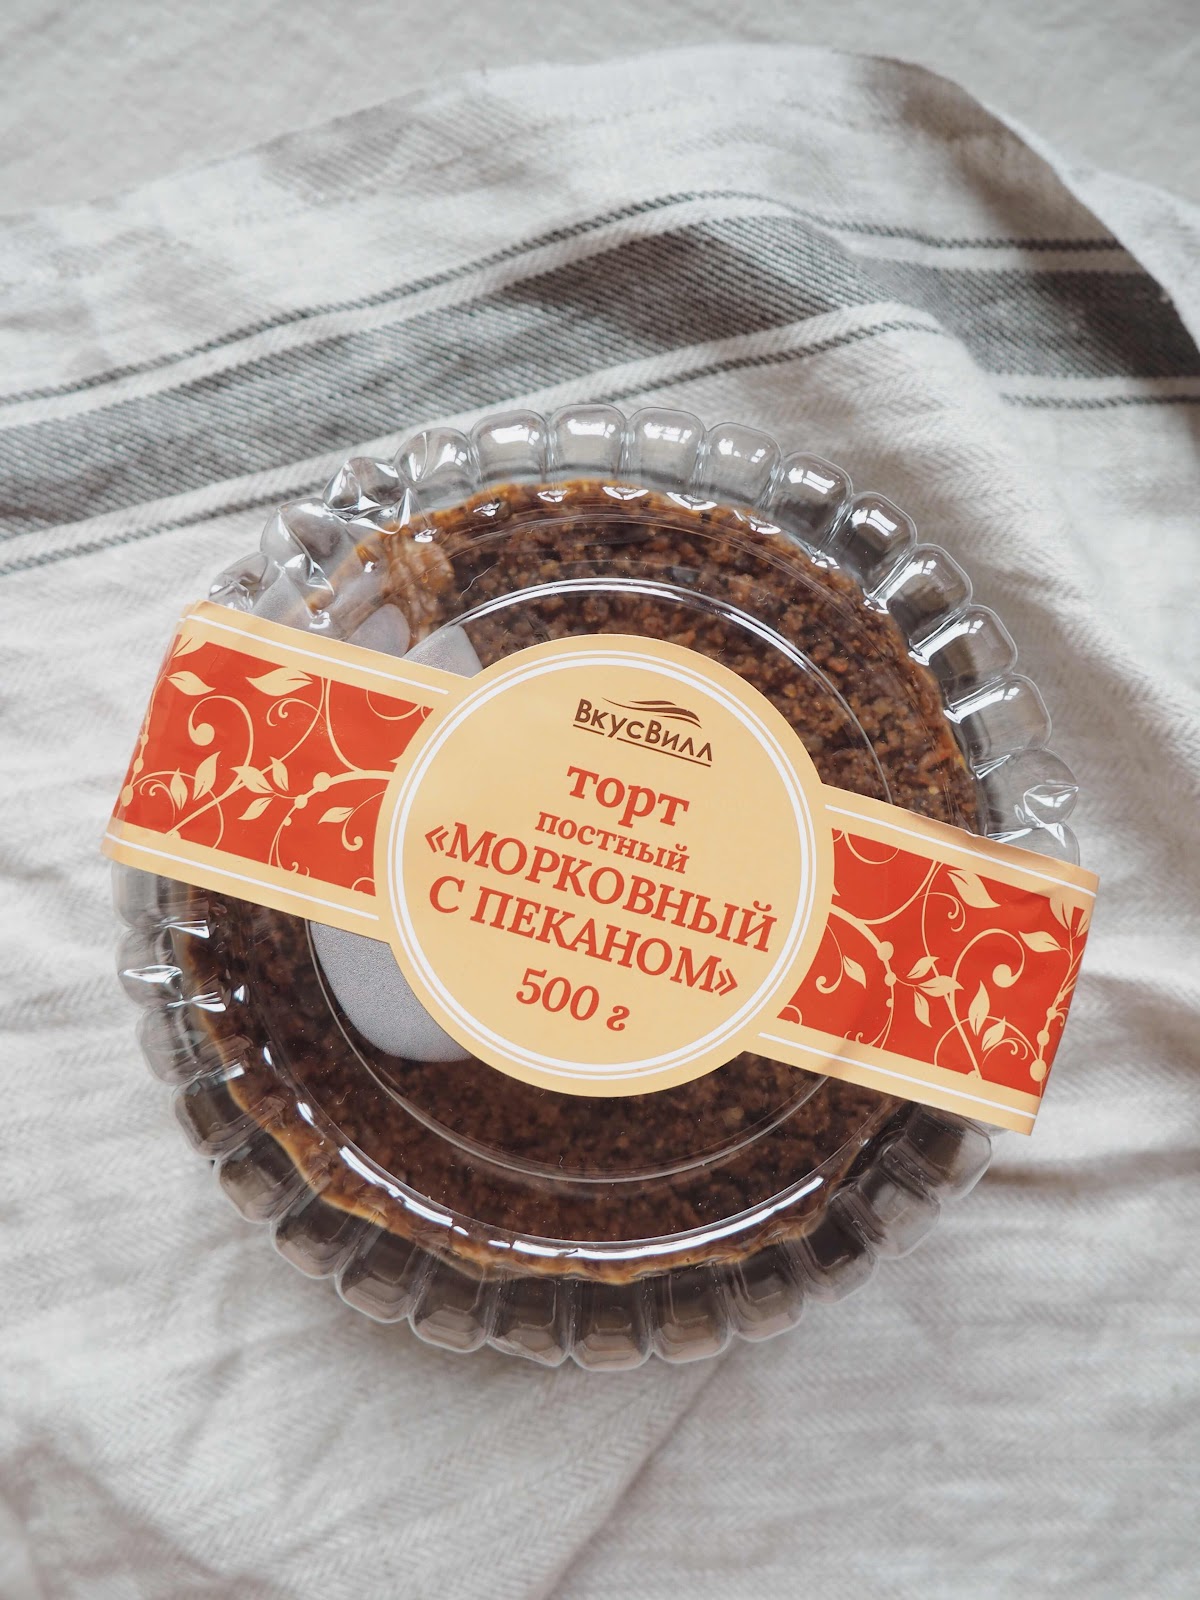 ВкусВилл
торт
постный
«МОРКОВНЫЙ
С ПЕКАНОМ»
500 г